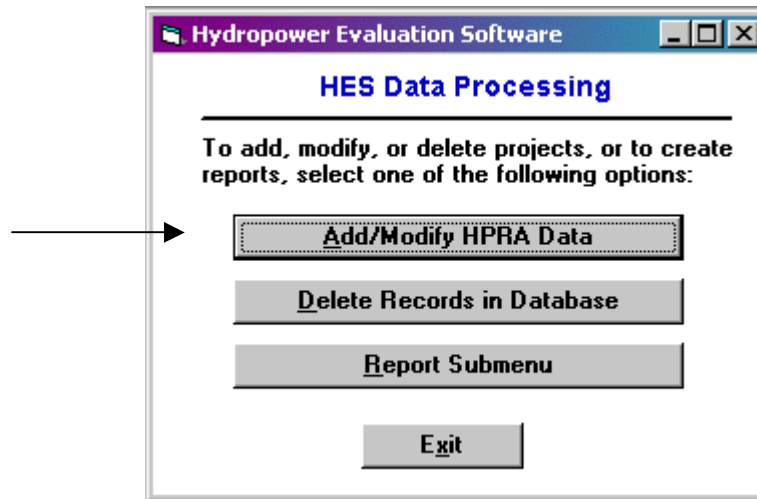 Hydropower Evaluation Software
HES Data Processing
To add, modify, or delete projects, or to create
reports, select one of the following options:
Add/Modify HPRA Data
Delete Records in Database
Report Submenu
Exit